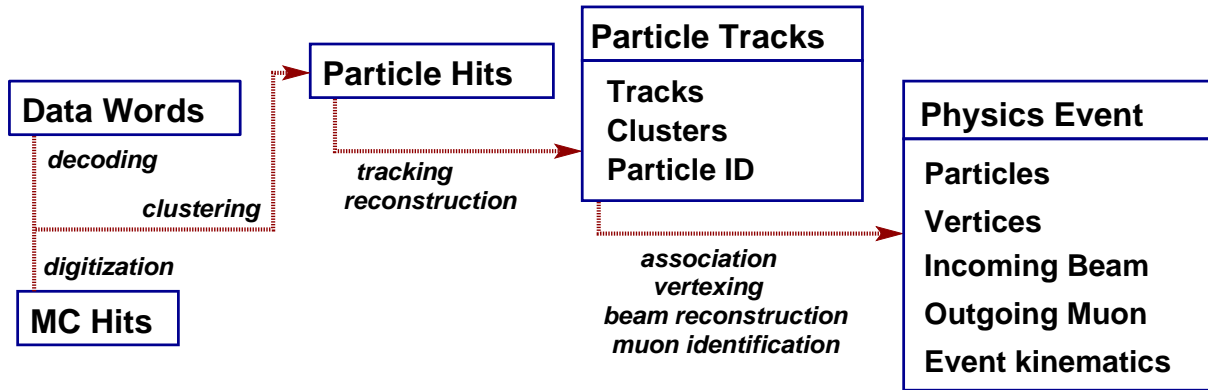 Data Words
decoding
clustering
digitization
MC Hits
Particle Hits
tracking
reconstruction
Particle Tracks
Tracks
Clusters
Particle ID
association
vertexing
beam reconstruction
muon identification
Physics Event
Particles
Vertices
Incoming Beam
Outgoing Muon
Event kinematics